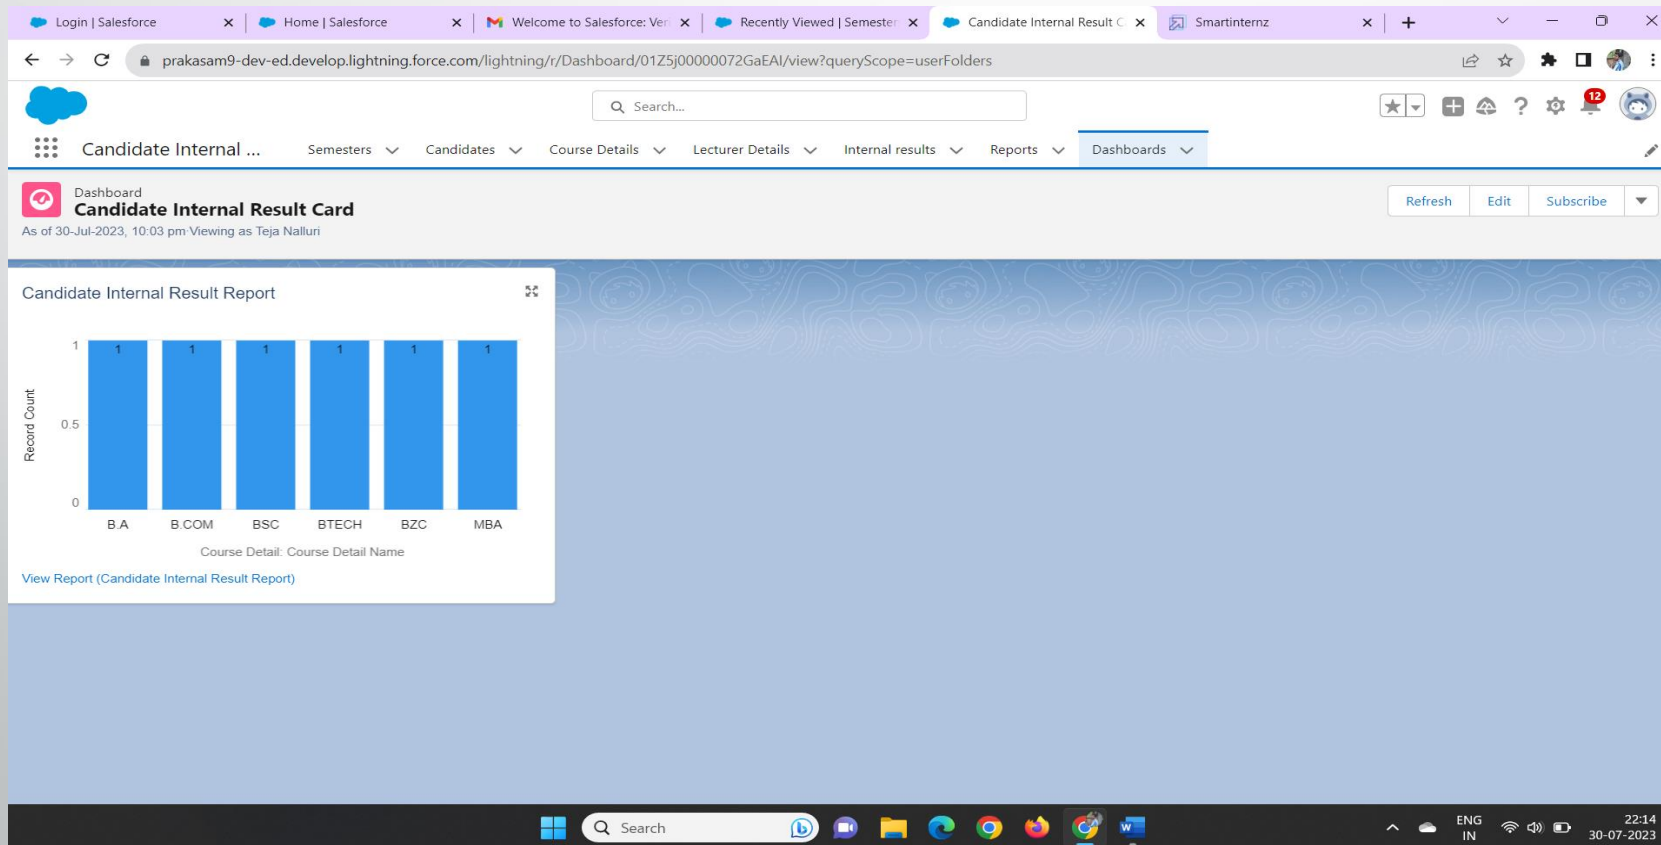 Login | Salesforce
Home | Salesforce
Welcome to Salesforce: Veri
Recently Viewed | Semester
Candidate Internal Result C
Smartinternz
prakasam9-dev-ed.develop.lightning.force.com/lightning/r/Dashboard/01Z5j00000072GaEAI/view?queryScope=userFolders
Search...
12
Candidate Internal ...
Semesters
Candidates
Course Details
Lecturer Details
Internal results
Reports
Dashboards
Dashboard
Candidate Internal Result Card
As of 30-Jul-2023, 10:03 pm·Viewing as Teja Nalluri
Refresh
Edit
Subscribe
Candidate Internal Result Report
Record Count
1
0.5
0
1 1 1 1 1 1
B.A B.COM BSC BTECH BZC MBA
Course Detail: Course Detail Name
View Report (Candidate Internal Result Report)
Search
ENG
IN
22:14
30-07-2023